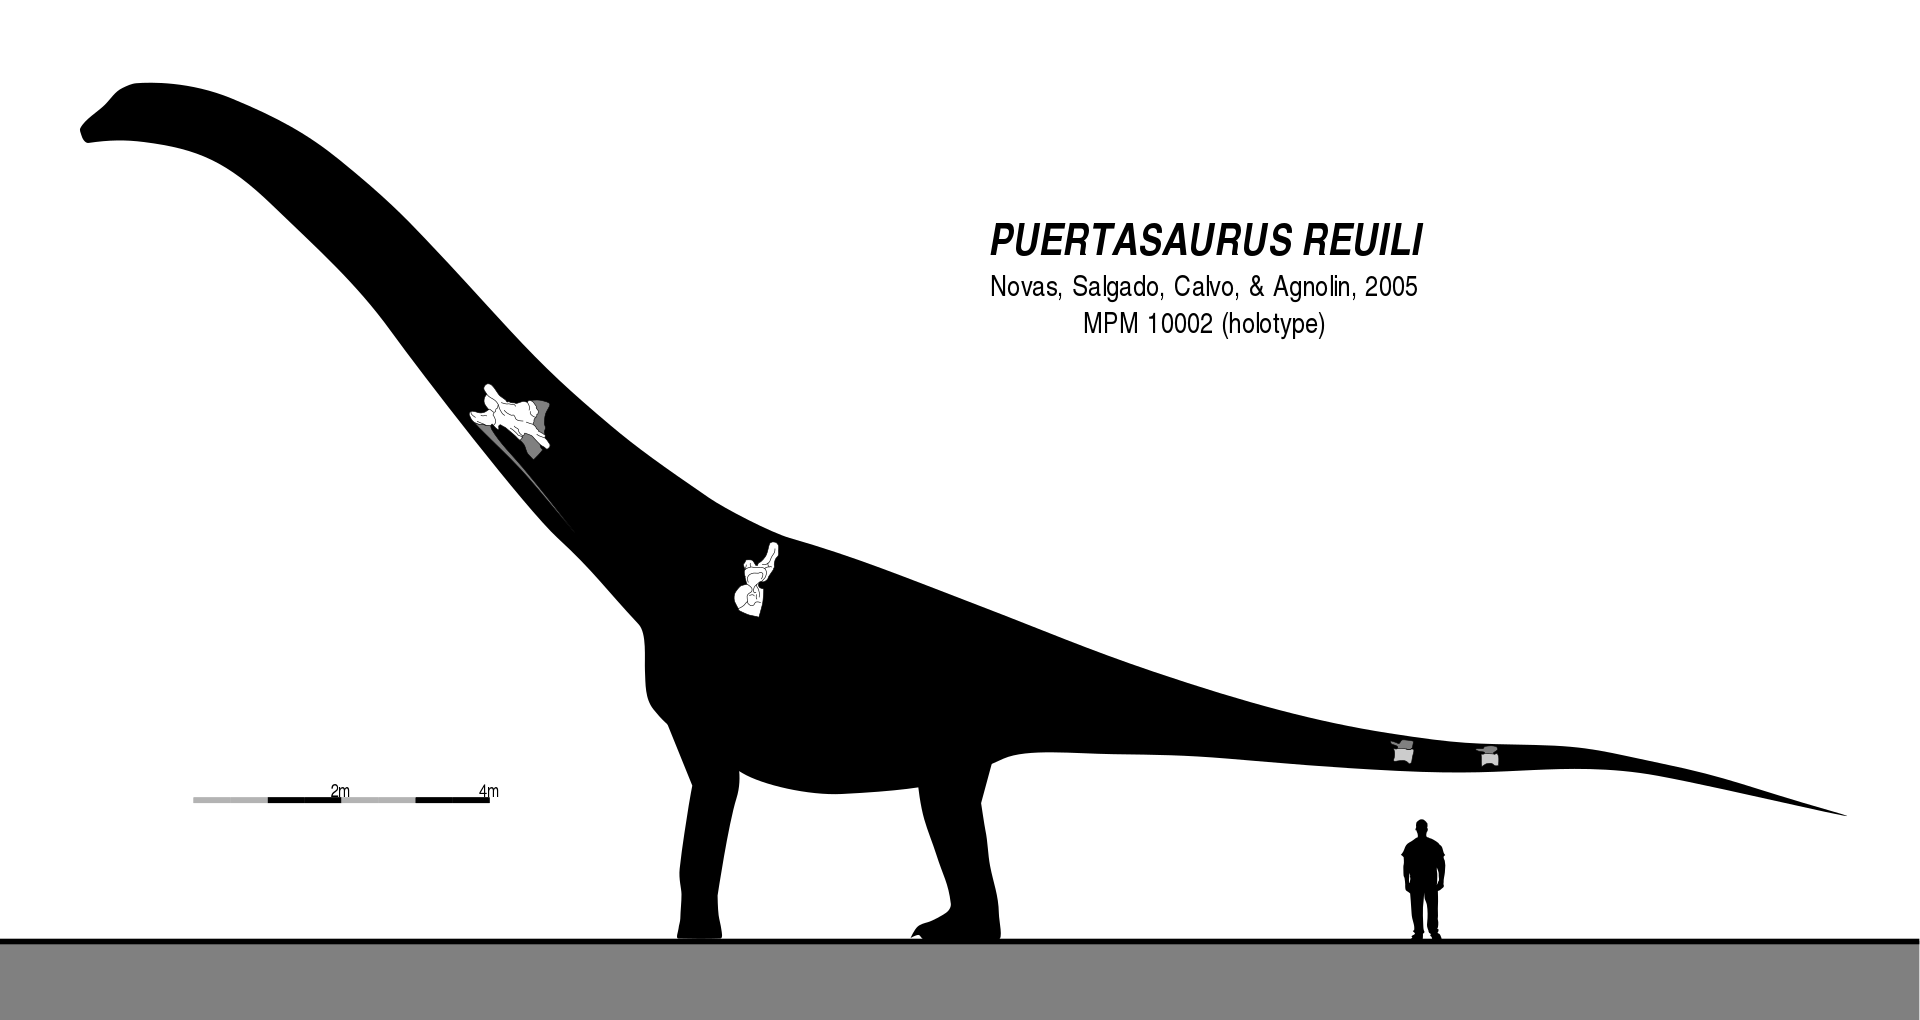 PUERTASAURUS REUILI
Novas, Salgado, Calvo, & Agnolin, 2005
MPM 10002 (holotype)
2m 4m